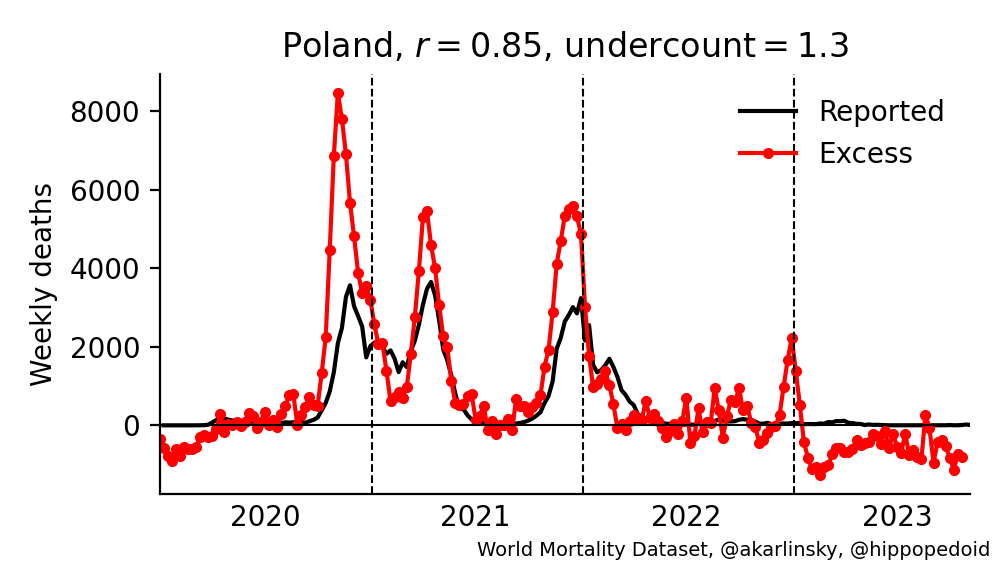 Poland, r = 0.85, undercount = 1.3
Weekly deaths
8000
6000
4000
2000
0
Reported
Excess
2020 2021 2022 2023
World Mortality Dataset, @akarlinsky, @hippopedoid